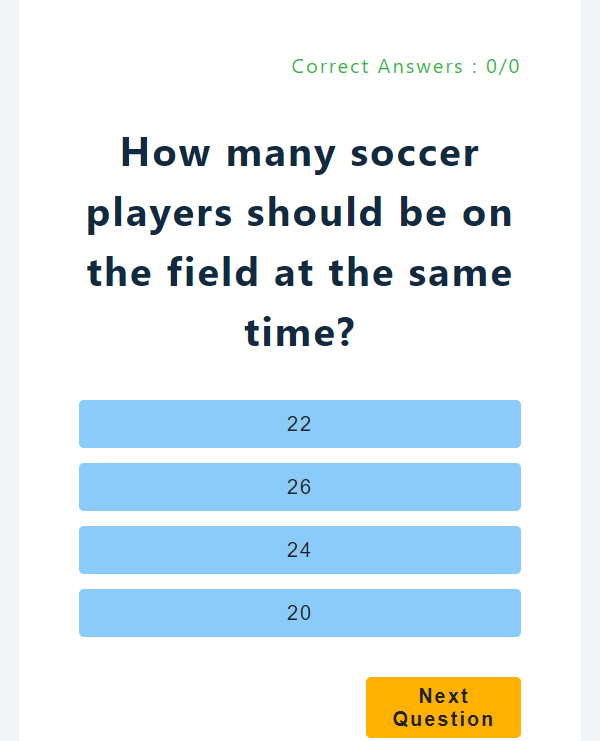 Correct Answers : 0/0
How many soccer
players should be on
the field at the same
time?
22
26
24
20
Next
Question